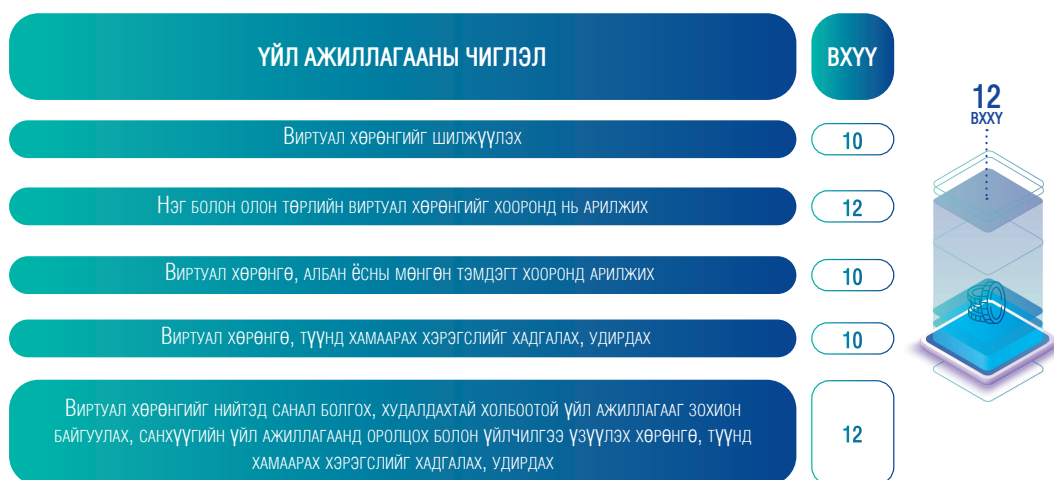 ҮЙЛ АЖИЛЛАГААНЫ ЧИГЛЭЛ
ВХҮҮ
ВИРТУАЛ ХӨРӨНГИЙГ ШИЛЖҮҮЛЭХ
10
НЭГ БОЛОН ОЛОН ТӨРЛИЙН ВИРТУАЛ ХӨРӨНГИЙГ ХООРОНД НЬ АРИЛЖИХ
12
ВИРТУАЛ ХӨРӨНГӨ, АЛБАН ЁСНЫ МӨНГӨН ТЭМДЭГТ ХООРОНД АРИЛЖИХ
10
ВИРТУАЛ ХӨРӨНГӨ, ТҮҮНД ХАМААРАХ ХЭРЭГСЛИЙГ ХАДГАЛАХ, УДИРДАХ
10
ВИРТУАЛ ХӨРӨНГИЙГ НИЙТЭД САНАЛ БОЛГОХ, ХУДАЛДАХТАЙ ХОЛБООТОЙ ҮЙЛ АЖИЛЛАГААГ ЗОХИОН
БАЙГУУЛАХ, САНХҮҮГИЙН ҮЙЛ АЖИЛЛАГААНД ОРОЛЦОХ БОЛОН ҮЙЛЧИЛГЭЭ ҮЗҮҮЛЭХ ХӨРӨНГӨ, ТҮҮНД
ХАМААРАХ ХЭРЭГСЛИЙГ ХАДГАЛАХ, УДИРДАХ
12
12
ВХХҮ